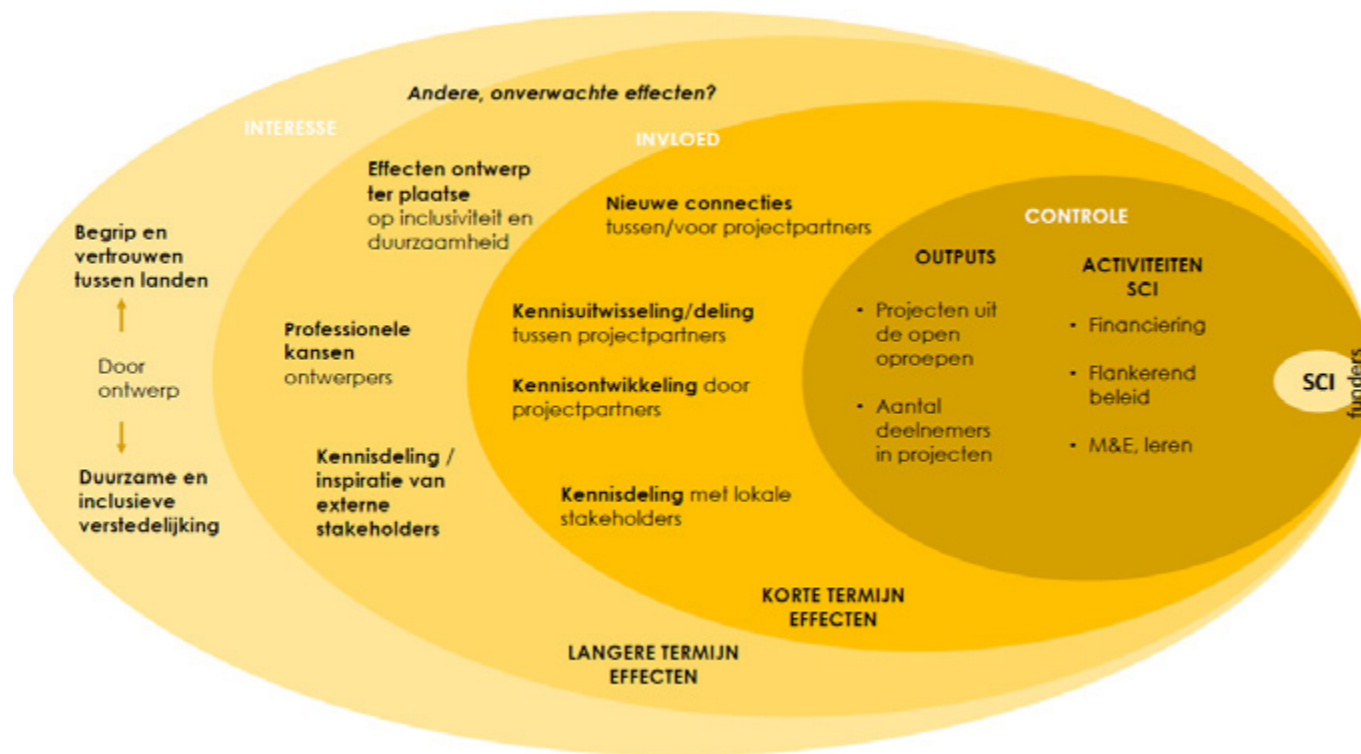 Andere, onverwachte effecten?
INTERESSE
INVLOED
Effecten ontwerp
ter plaatse
op inclusiviteit en
duurzaamheid
Begrip en
vertrouwen
tussen landen
Door
ontwerp
Duurzame en
inclusieve
verstedelijking
Professionele
kansen
ontwerpers
Kennisdeling /
inspiratie van
externe
stakeholders
Nieuwe connecties
tussen/voor projectpartners
Kennisuitwisseling/deling
tussen projectpartners
Kennisontwikkeling door
projectpartners
Kennisdeling met lokale
stakeholders
CONTROLE
OUTPUTS
• Projecten uit
de open
oproepen
• Aantal
deelnemers
in projecten
ACTIVITEITEN
SCI
• Financiering
• Flankerend
beleid
• M&E, leren
SCI
funders
KORTE TERMIJN
EFFECTEN
LANGERE TERMIJN
EFFECTEN